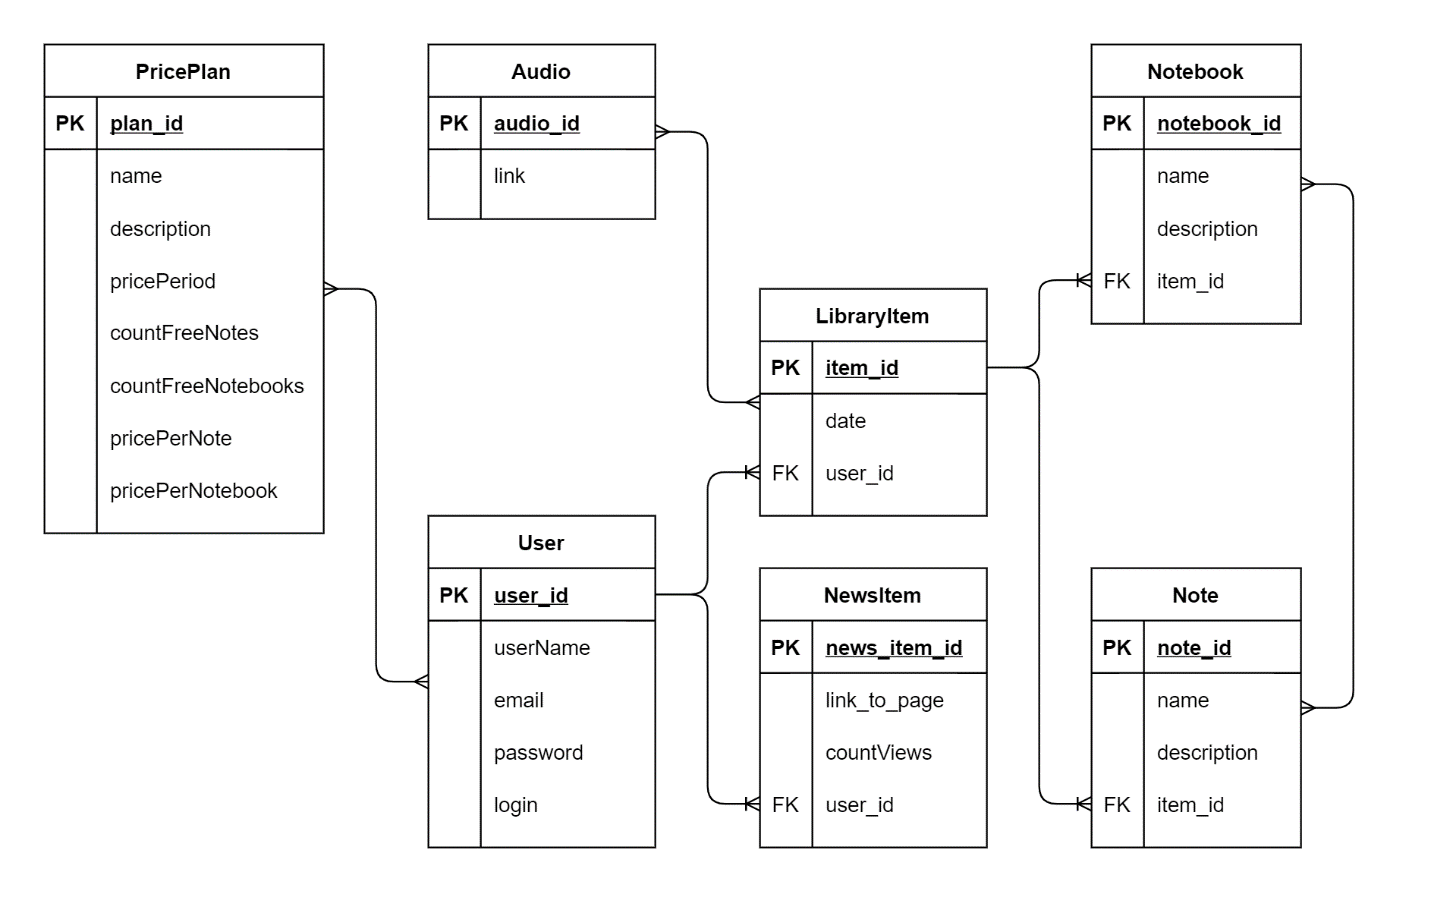 PricePlan
PK plan_id
name
description
pricePeriod
countFreeNotes
countFreeNotebooks
pricePerNote
pricePerNotebook
Audio
PK audio_id
link
User
PK user_id
userName
email
password
login
LibraryItem
PK item_id
date
FK user_id
NewsItem
PK news_item_id
link_to_page
countViews
FK user_id
Notebook
PK notebook_id
name
description
FK item_id
Note
PK note_id
name
description
FK item_id